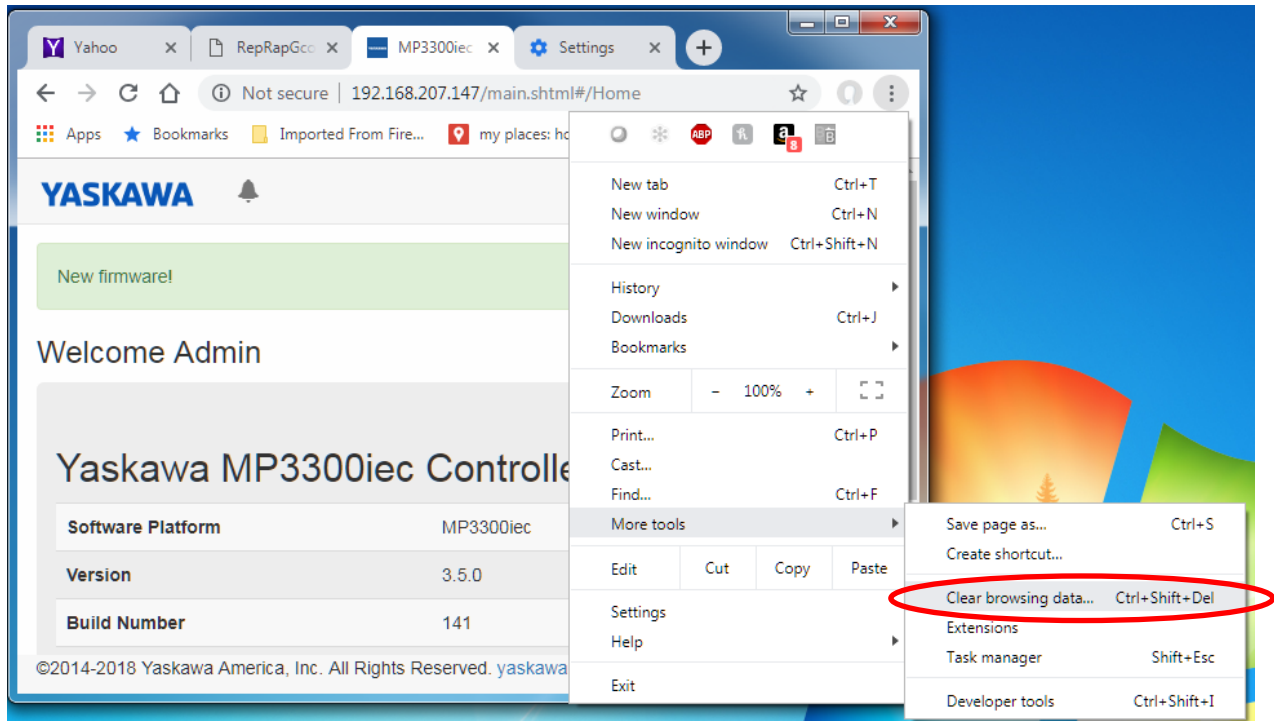 Yahoo
RepRapGcc
MP3300iec
Settings
Not secure | 192.168.207.147/main.shtml#/Home
Apps
Bookmarks
Imported From Fire...
my places: ho
ABP
a
8
YASKAWA
New firmware!
Welcome Admin
Yaskawa MP3300iec Controlle
Software Platform MP3300iec
Version 3.5.0
Build Number 141
©2014-2018 Yaskawa America, Inc. All Rights Reserved. yaskawa
New tab Ctrl+T
New window Ctrl+N
New incognito window Ctrl+Shift+N
History
Downloads Ctrl+J
Bookmarks
Zoom – 100% +
Print... Ctrl+P
Cast...
Find... Ctrl+F
More tools
Edit Cut Copy Paste
Settings
Help
Exit
Save page as... Ctrl+S
Create shortcut...
Clear browsing data... Ctrl+Shift+Del
Extensions
Task manager Shift+Esc
Developer tools Ctrl+Shift+I